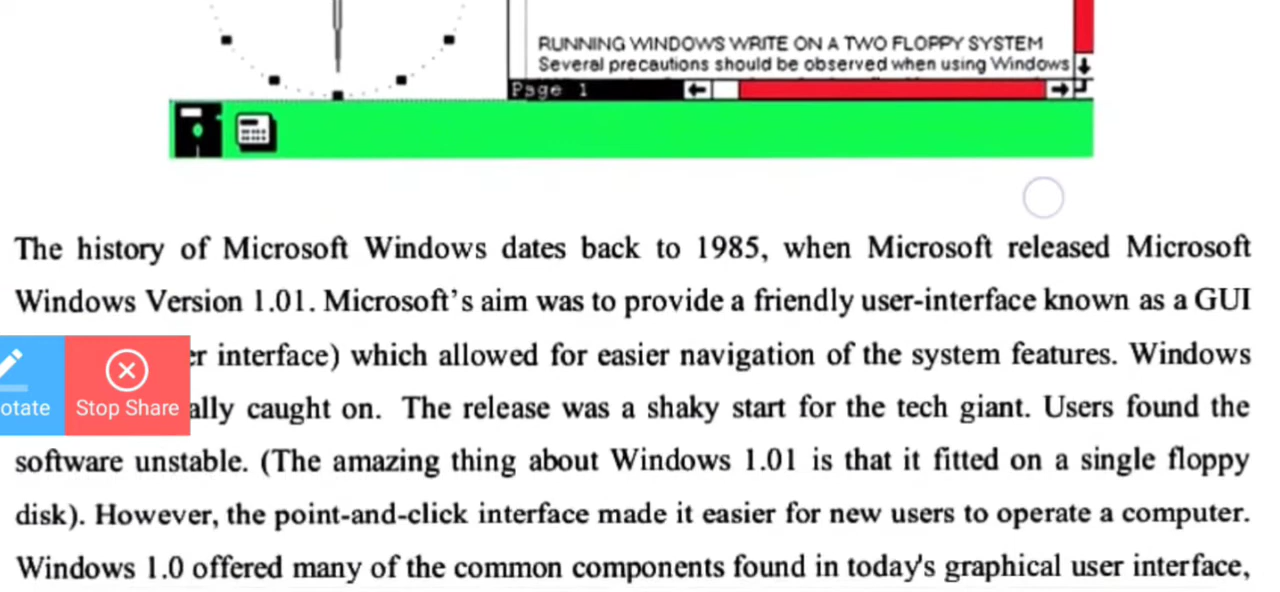 RUNNING WINDOWS WRITE ON A TWO FLOPPY SYSTEM
Several precautions should be observed when using Windows
Page 1
The history of Microsoft Windows dates back to 1985, when Microsoft released Microsoft
Windows Version 1.01. Microsoft's aim was to provide a friendly user-interface known as a GUI
er interface) which allowed for easier navigation of the system features. Windows
otate Stop Share ally caught on. The release was a shaky start for the tech giant. Users found the
software unstable. (The amazing thing about Windows 1.01 is that it fitted on a single floppy
disk). However, the point-and-click interface made it easier for new users to operate a computer.
Windows 1.0 offered many of the common components found in today's graphical user interface,